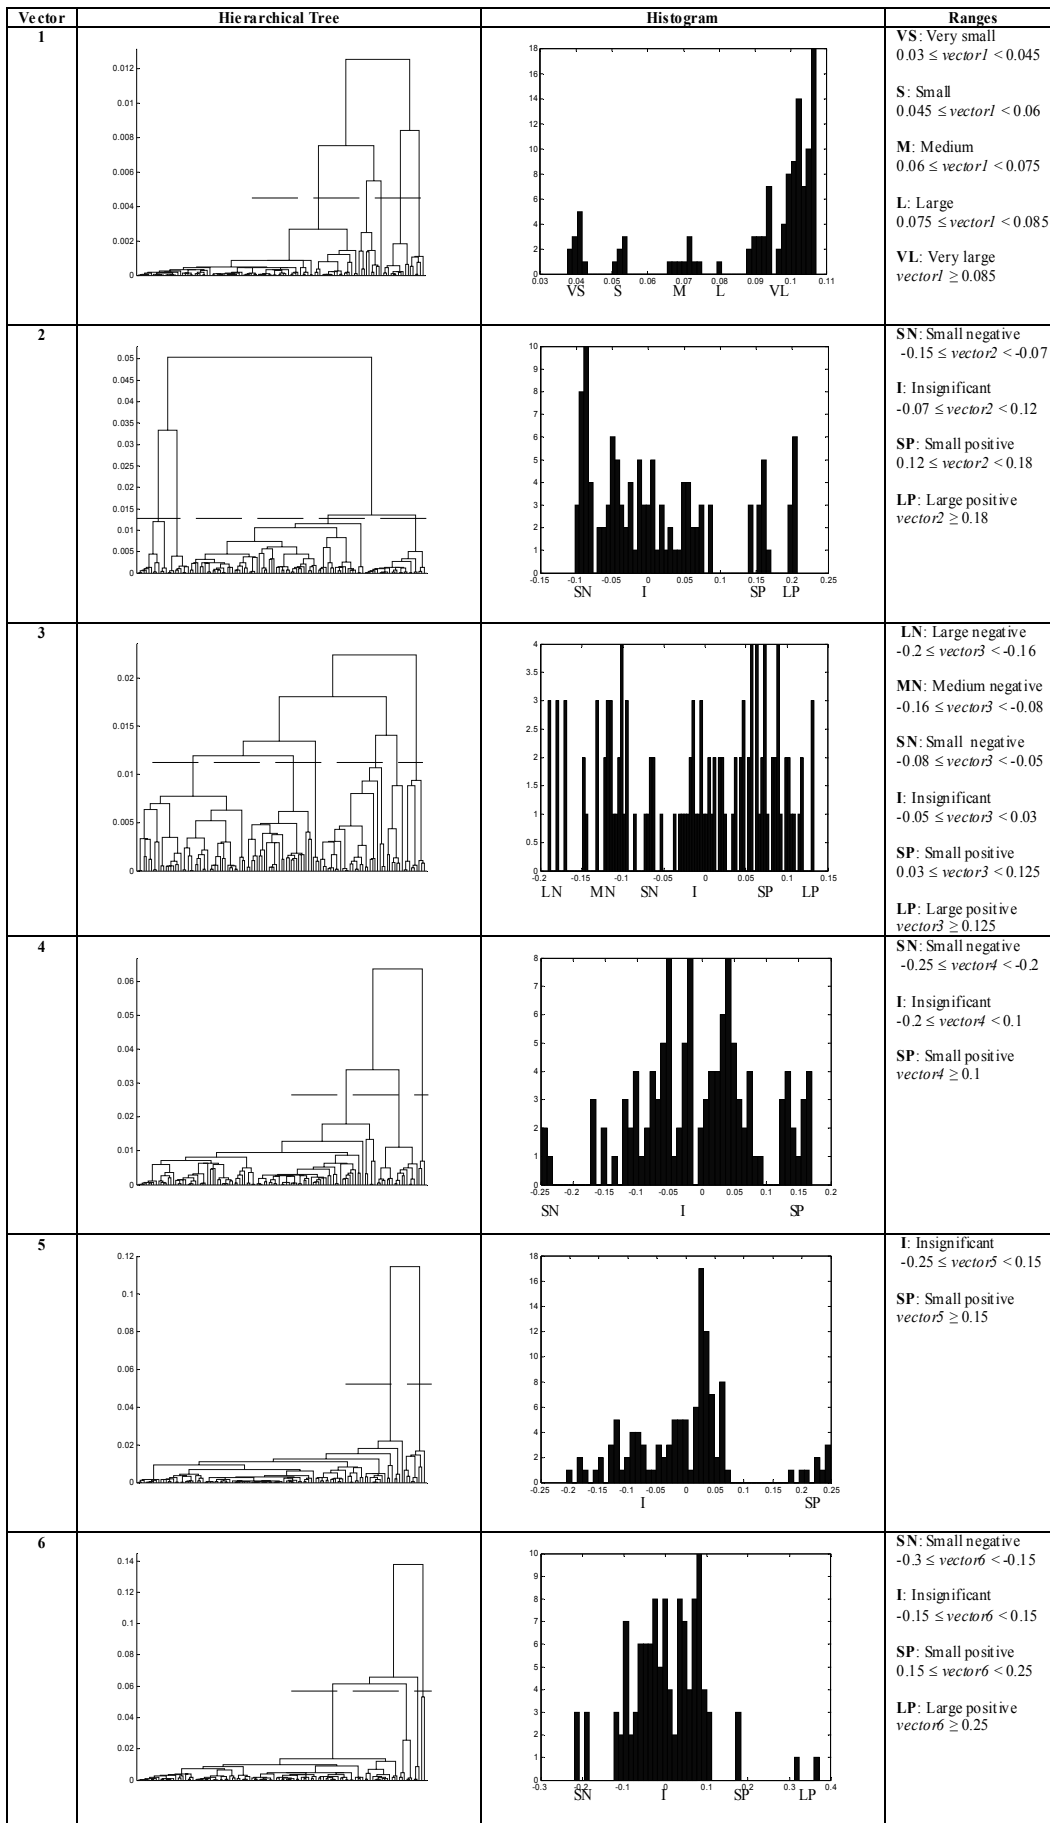 Vector Hierarchical Tree Histogram Ranges
1
0.012
0.01
0.008
0.006
0.004
0.002
0
18
16
14
12
10
8
6
4
2
0
0.03 0.04 0.05 0.06 0.07 0.08 0.09 0.1 0.11
VS S M L VL
VS: Very small
0.03 ≤ vector1 < 0.045
S: Small
0.045 ≤ vector1 < 0.06
M: Medium
0.06 ≤ vector1 < 0.075
L: Large
0.075 ≤ vector1 < 0.085
VL: Very large
vector1 ≥ 0.085
2
0.05
0.045
0.04
0.035
0.03
0.025
0.02
0.015
0.01
0.005
0
10
9
8
7
6
5
4
3
2
1
0
-0.15 -0.1 -0.05 0 0.05 0.1 0.15 0.2 0.25
SN I SP LP
SN: Small negative
-0.15 ≤ vector2 < -0.07
I: Insignificant
-0.07 ≤ vector2 < 0.12
SP: Small positive
0.12 ≤ vector2 < 0.18
LP: Large positive
vector2 ≥ 0.18
3
0.02
0.015
0.01
0.005
0
4
3.5
3
2.5
2
1.5
1
0.5
0
-0.2 -0.15 -0.1 -0.05 0 0.05 0.1 0.15
LN MN SN I SP LP
LN: Large negative
-0.2 ≤ vector3 < -0.16
MN: Medium negative
-0.16 ≤ vector3 < -0.08
SN: Small negative
-0.08 ≤ vector3 < -0.05
I: Insignificant
-0.05 ≤ vector3 < 0.03
SP: Small positive
0.03 ≤ vector3 < 0.125
LP: Large positive
vector3 ≥ 0.125
4
0.06
0.05
0.04
0.03
0.02
0.01
0
8
7
6
5
4
3
2
1
0
-0.25 -0.2 -0.15 -0.1 -0.05 0 0.05 0.1 0.15 0.2
SN I SP
SN: Small negative
-0.25 ≤ vector4 < -0.2
I: Insignificant
-0.2 ≤ vector4 < 0.1
SP: Small positive
vector4 ≥ 0.1
5
0.12
0.1
0.08
0.06
0.04
0.02
0
18
16
14
12
10
8
6
4
2
0
-0.25 -0.2 -0.15 -0.1 -0.05 0 0.05 0.1 0.15 0.2 0.25
I SP
I: Insignificant
-0.25 ≤ vector5 < 0.15
SP: Small positive
vector5 ≥ 0.15
6
0.14
0.12
0.1
0.08
0.06
0.04
0.02
0
10
9
8
7
6
5
4
3
2
1
0
-0.3 -0.2 -0.1 0 0.1 0.2 0.3 0.4
SN I SP LP
SN: Small negative
-0.3 ≤ vector6 < -0.15
I: Insignificant
-0.15 ≤ vector6 < 0.15
SP: Small positive
0.15 ≤ vector6 < 0.25
LP: Large positive
vector6 ≥ 0.25